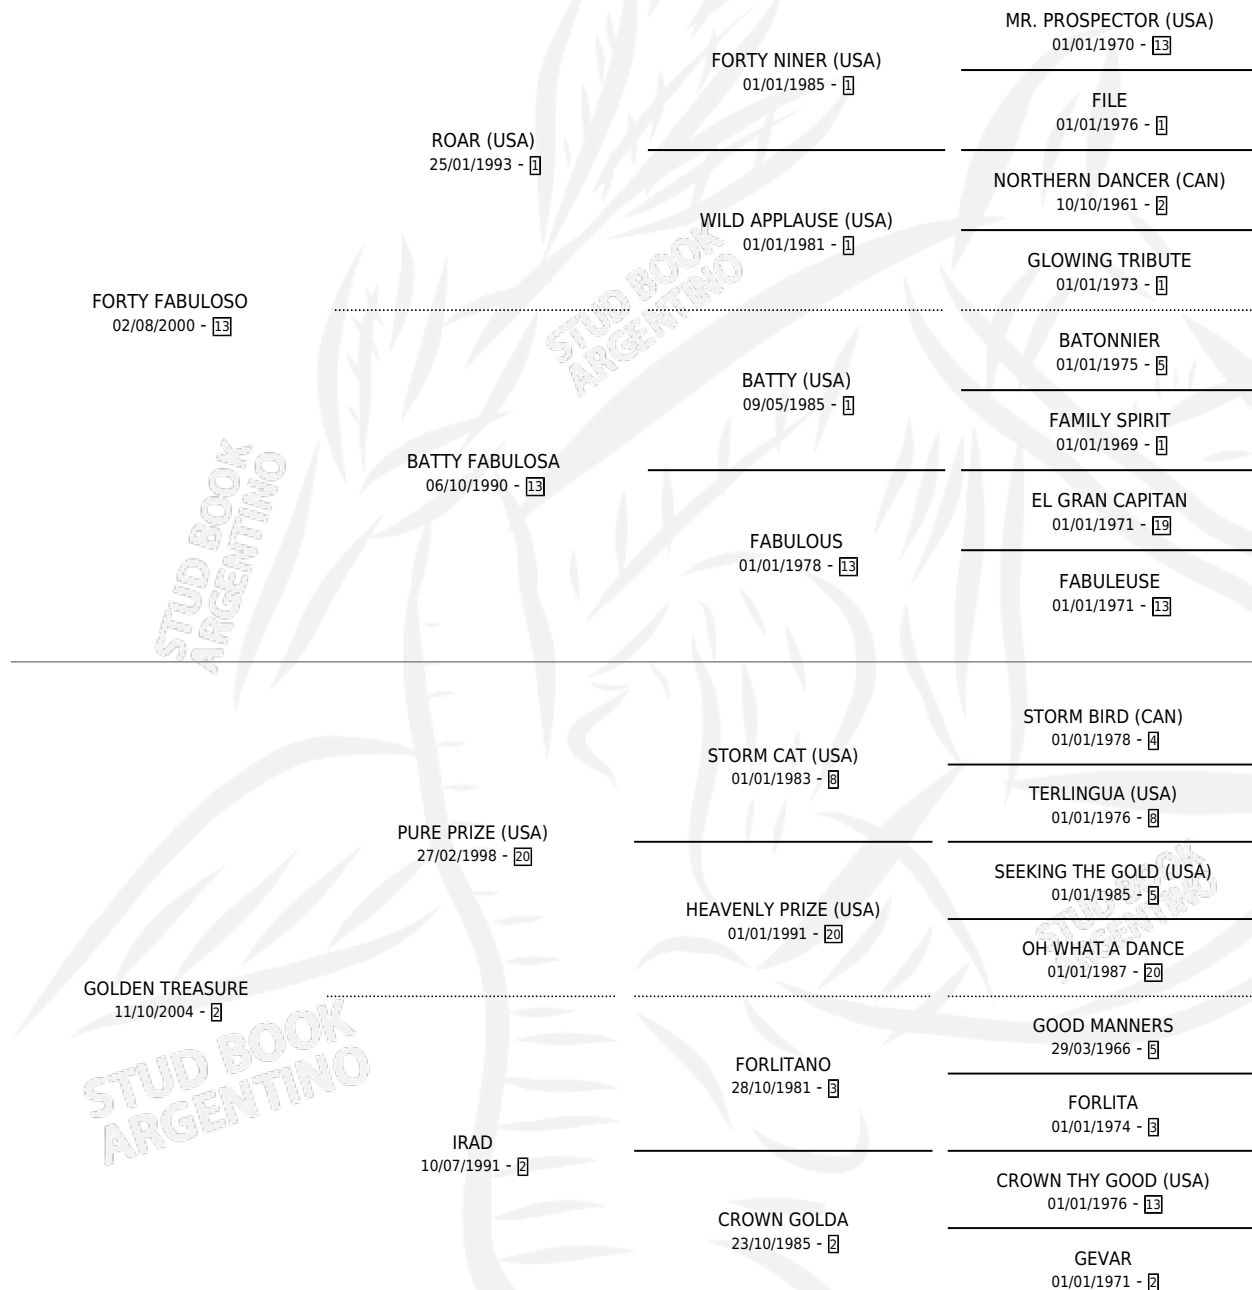 MR. PROSPECTOR (USA)
01/01/1970 - 13
FORTY NINER (USA)
01/01/1985 - 1
FILE
01/01/1976 - 1
ROAR (USA)
25/01/1993 - 1
NORTHERN DANCER (CAN)
10/10/1961 - 2
WILD APPLAUSE (USA)
01/01/1981 - 1
GLOWING TRIBUTE
01/01/1973 - 1
FORTY FABULOSO
02/08/2000 - 13
BATONNIER
01/01/1975 - 5
BATTY (USA)
09/05/1985 - 1
FAMILY SPIRIT
01/01/1969 - 1
BATTY FABULOSA
06/10/1990 - 13
EL GRAN CAPITAN
01/01/1971 - 19
FABULOUS
01/01/1978 - 13
FABULEUSE
01/01/1971 - 13
STORM BIRD (CAN)
01/01/1978 - 4
STORM CAT (USA)
01/01/1983 - 8
TERLINGUA (USA)
01/01/1976 - 8
PURE PRIZE (USA)
27/02/1998 - 20
SEEKING THE GOLD (USA)
01/01/1985 - 5
HEAVENLY PRIZE (USA)
01/01/1991 - 20
OH WHAT A DANCE
01/01/1987 - 20
GOLDEN TREASURE
11/10/2004 - 2
GOOD MANNERS
29/03/1966 - 5
FORLITANO
28/10/1981 - 3
FORLITA
01/01/1974 - 3
IRAD
10/07/1991 - 2
CROWN THY GOOD (USA)
01/01/1976 - 13
CROWN GOLDA
23/10/1985 - 2
GEVAR
01/01/1971 - 2
STUD BOOK
ARGENTINO
STUD BOOK
ARGENTINO
STUD BOOK
ARGENTINO
STUD BOOK
ARGENTINO